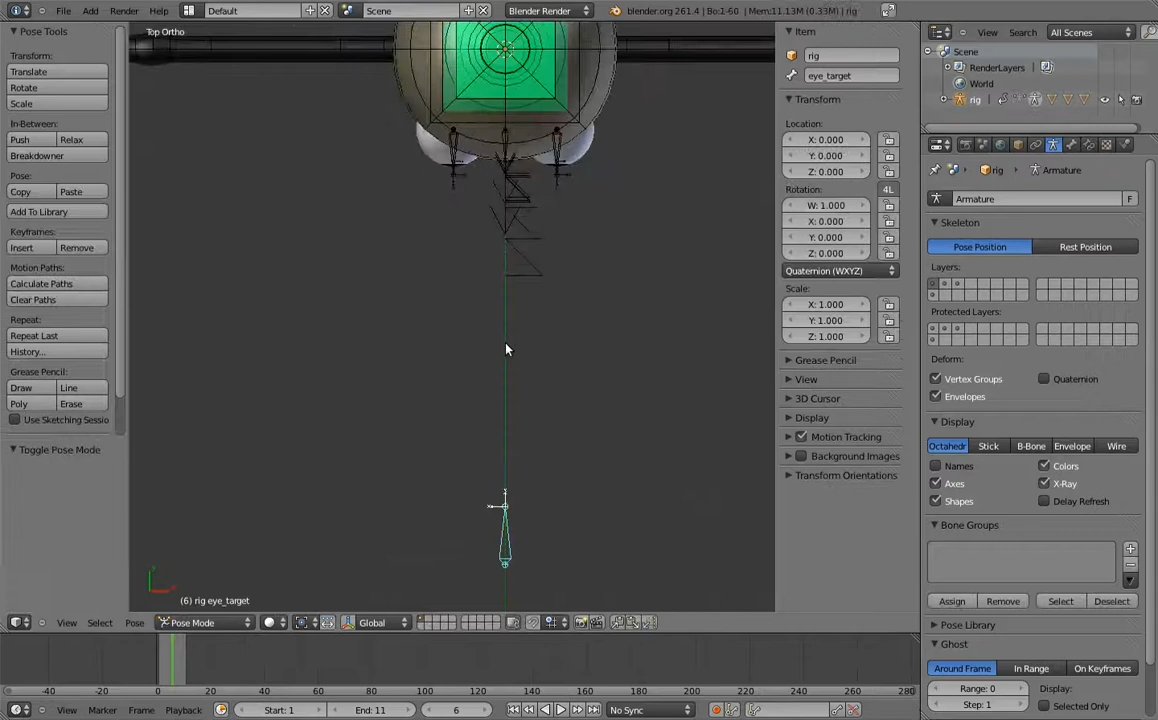 File Add Render Help Default Scene Blender Render blender.org 261.4 | Bo:1-60 | Mem:11.13M (0.33M) | rig
Pose Tools
Transform:
Translate
Rotate
Scale
In-Between:
Push Relax
Breakdowner
Pose:
Copy Paste
Add To Library
Keyframes:
Insert Remove
Motion Paths:
Calculate Paths
Clear Paths
Repeat:
Repeat Last
History...
Grease Pencil:
Draw Line
Poly Erase
Use Sketching Sessio
Toggle Pose Mode
Top Ortho
(6) rig eye_target
View Select Pose Pose Mode Global
Item
rig
eye_target
Transform
Location:
X: 0.000
Y: 0.000
Z: 0.000
Rotation: 4L
W: 1.000
X: 0.000
Y: 0.000
Z: 0.000
Quaternion (WXYZ)
Scale:
X: 1.000
Y: 1.000
Z: 1.000
Grease Pencil
View
3D Cursor
Display
Motion Tracking
Background Images
Transform Orientations
View Search All Scenes
Scene
RenderLayers
World
rig
rig Armature
Armature F
Skeleton
Pose Position Rest Position
Layers:
Protected Layers:
Deform:
Vertex Groups Quaternion
Envelopes
Display
Octahedr Stick B-Bone Envelope Wire
Names Colors
Axes X-Ray
Shapes Delay Refresh
Bone Groups
Assign Remove Select Deselect
Pose Library
Ghost
Around Frame In Range On Keyframes
Range: 0 Display:
Step: 1 Selected Only
-40 -20 0 20 40 60 80 100 120 140 160 180 200 220 240 260 280
View Marker Frame Playback Start: 1 End: 11 6 No Sync